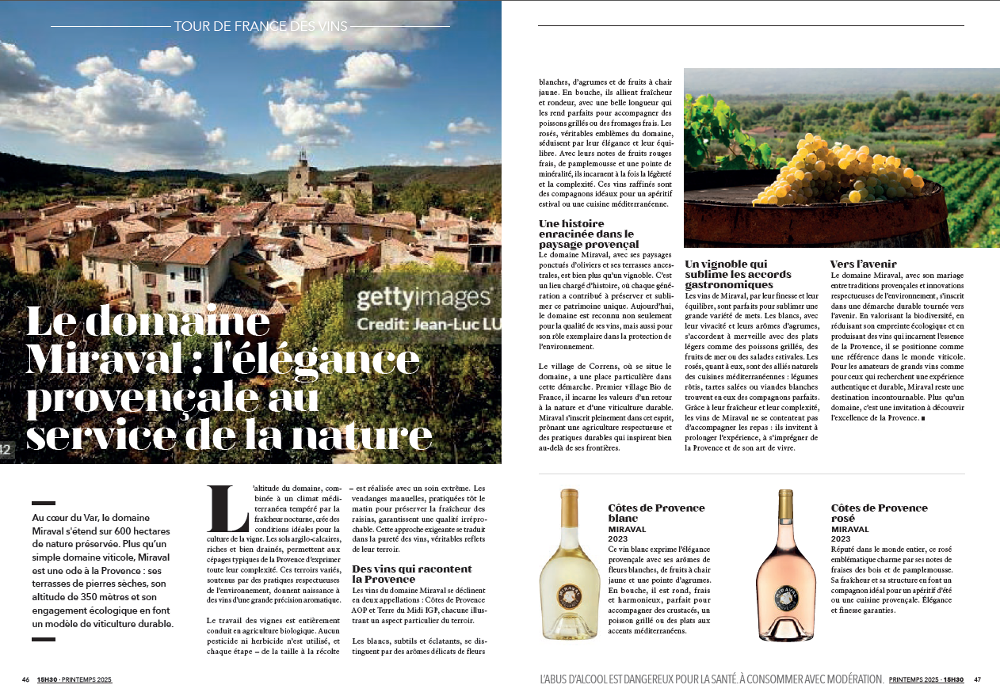 TOUR DE FRANCE DES VINS
gettyimages
Credit: Jean-Luc LU
42
Le domaine
Miraval : l'élégance
provençale au
service de la nature
Au cœur du Var, le domaine
Miraval s'étend sur 600 hectares
de nature préservée. Plus qu'un
simple domaine viticole, Miraval
est une ode à la Provence : ses
terrasses de pierres sèches, son
altitude de 350 mètres et son
engagement écologique en font
un modèle de viticulture durable.
L'altitude du domaine, com-
binée à un climat médi-
terranéen tempéré par la
fraîcheur nocturne, crée des
conditions idéales pour la
culture de la vigne. Les sols argilo-calcaires,
riches et bien drainés, permettent aux
cépages typiques de la Provence d'exprimer
toute leur complexité. Ces terroirs variés,
soutenus par des pratiques respectueuses
de l'environnement, donnent naissance à
des vins d'une grande précision aromatique.
Le travail des vignes est entièrement
conduit en agriculture biologique. Aucun
pesticide ni herbicide n'est utilisé, et
chaque étape – de la taille à la récolte
– est réalisée avec un soin extrême. Les
vendanges manuelles, pratiquées tôt le
matin pour préserver la fraîcheur des
raisins, garantissent une qualité irrépro-
chable. Cette approche exigeante se traduit
dans la pureté des vins, véritables reflets
de leur terroir.
Des vins qui racontent
la Provence
Les vins du domaine Miraval se déclinent
en deux appellations : Côtes de Provence
AOP et Terre du Midi IGP, chacune illus-
trant un aspect particulier du terroir.
Les blancs, subtils et éclatants, se dis-
tinguent par des arômes délicats de fleurs
46 15H30 · PRINTEMPS 2025
blanches, d'agrumes et de fruits à chair
jaune. En bouche, ils allient fraîcheur
et rondeur, avec une belle longueur qui
les rend parfaits pour accompagner des
poissons grillés ou des fromages frais. Les
rosés, véritables emblèmes du domaine,
séduisent par leur élégance et leur équi-
libre. Avec leurs notes de fruits rouges
frais, de pamplemousse et une pointe de
minéralité, ils incarnent à la fois la légèreté
et la complexité. Ces vins raffinés sont
des compagnons idéaux pour un apéritif
estival ou une cuisine méditerranéenne.
Une histoire
enracinée dans le
paysage provençal
Le domaine Miraval, avec ses paysages
ponctués d'oliviers et ses terrasses ances-
trales, est bien plus qu'un vignoble. C'est
un lieu chargé d'histoire, où chaque géné-
ration a contribué à préserver et subli-
mer ce patrimoine unique. Aujourd'hui,
le domaine est reconnu non seulement
pour la qualité de ses vins, mais aussi pour
son rôle exemplaire dans la protection de
l'environnement.
Le village de Correns, où se situe le
domaine, a une place particulière dans
cette démarche. Premier village Bio de
France, il incarne les valeurs d'un retour
à la nature et d'une viticulture durable.
Miraval s'inscrit pleinement dans cet esprit,
prônant une agriculture respectueuse et
des pratiques durables qui inspirent bien
au-delà de ses frontières.
Un vignoble qui
sublime les accords
gastronomiques
Les vins de Miraval, par leur finesse et leur
équilibre, sont parfaits pour sublimer une
grande variété de mets. Les blancs, avec
leur vivacité et leurs arômes d'agrumes,
s'accordent à merveille avec des plats
légers comme des poissons grillés, des
fruits de mer ou des salades estivales. Les
rosés, quant à eux, sont des alliés naturels
des cuisines méditerranéennes : légumes
rôtis, tartes salées ou viandes blanches
trouvent en eux des compagnons parfaits.
Grâce à leur fraîcheur et leur complexité,
les vins de Miraval ne se contentent pas
d'accompagner les repas : ils invitent à
prolonger l'expérience, à s'imprégner de
la Provence et de son art de vivre.
Vers l'avenir
Le domaine Miraval, avec son mariage
entre traditions provençales et innovations
respectueuses de l'environnement, s'inscrit
dans une démarche durable tournée vers
l'avenir. En valorisant la biodiversité, en
réduisant son empreinte écologique et en
produisant des vins qui incarnent l'essence
de la Provence, il se positionne comme
une référence dans le monde viticole.
Pour les amateurs de grands vins comme
pour ceux qui recherchent une expérience
authentique et durable, Miraval reste une
destination incontournable. Plus qu'un
domaine, c'est une invitation à découvrir
l'excellence de la Provence.
MIRAVAL
Côtes de Provence
blanc
MIRAVAL
2023
Ce vin blanc exprime l'élégance
provençale avec ses arômes de
fleurs blanches, de fruits à chair
jaune et une pointe d'agrumes.
En bouche, il est rond, frais
et harmonieux, parfait pour
accompagner des crustacés, un
poisson grillé ou des plats aux
accents méditerranéens.
MIRAVAL
Côtes de Provence
rosé
MIRAVAL
2023
Réputé dans le monde entier, ce rosé
emblématique charme par ses notes de
fraises des bois et de pamplemousse.
Sa fraîcheur et sa structure en font un
compagnon idéal pour un apéritif d'été
ou une cuisine provençale. Élégance
et finesse garanties.
L'ABUS D'ALCOOL EST DANGEREUX POUR LA SANTÉ. À CONSOMMER AVEC MODÉRATION.
PRINTEMPS 2025 · 15H30 47